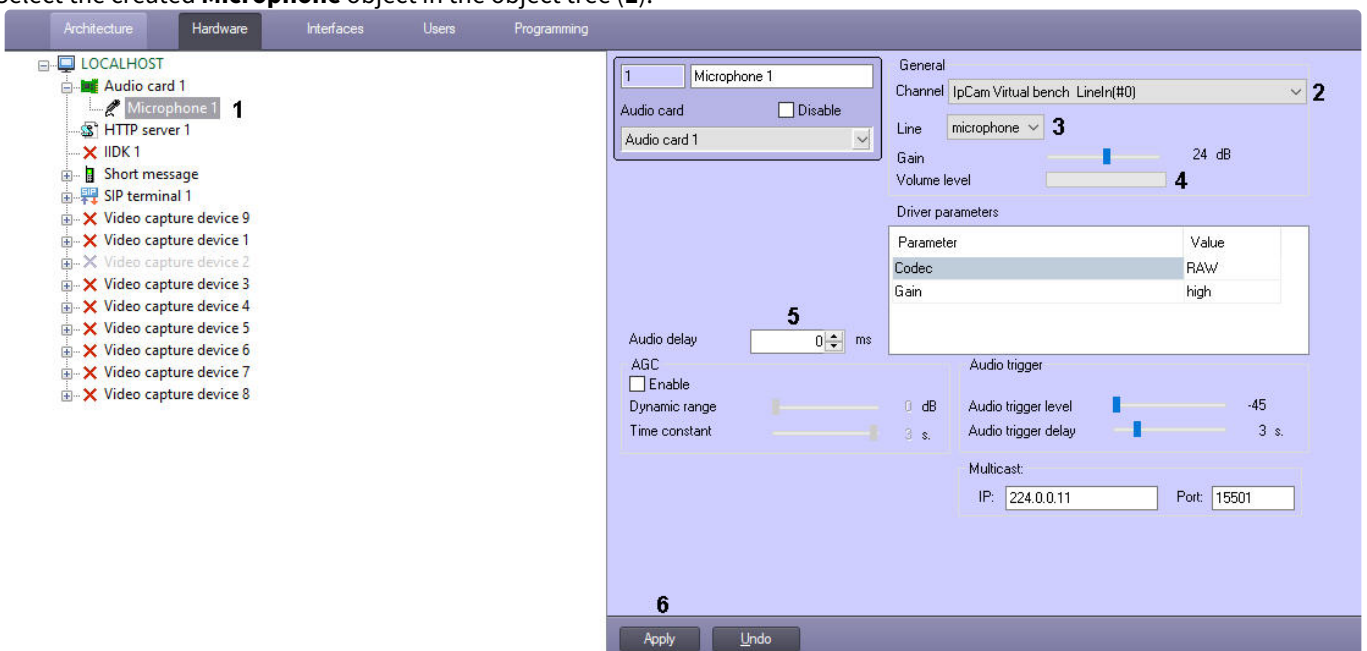 Select the created Microphone object in the object tree (1).
Architecture Hardware Interfaces Users Programming
LOCALHOST
Audio card 1
Microphone 1 1
HTTP server 1
IIDK 1
Short message
SIP terminal 1
Video capture device 9
Video capture device 1
Video capture device 2
Video capture device 3
Video capture device 4
Video capture device 5
Video capture device 6
Video capture device 7
Video capture device 8
1 Microphone 1
Audio card Disable
Audio card 1
General
Channel IpCam Virtual bench LineIn(#0) 2
Line microphone 3
Gain 24 dB
Volume level 4
Driver parameters
Parameter Value
Codec RAW
Gain high
5
Audio delay 0 ms
AGC
Enable
Dynamic range 0 dB
Time constant 3 s.
Audio trigger
Audio trigger level -45
Audio trigger delay 3 s.
Multicast:
IP: 224.0.0.11 Port: 15501
6
Apply Undo